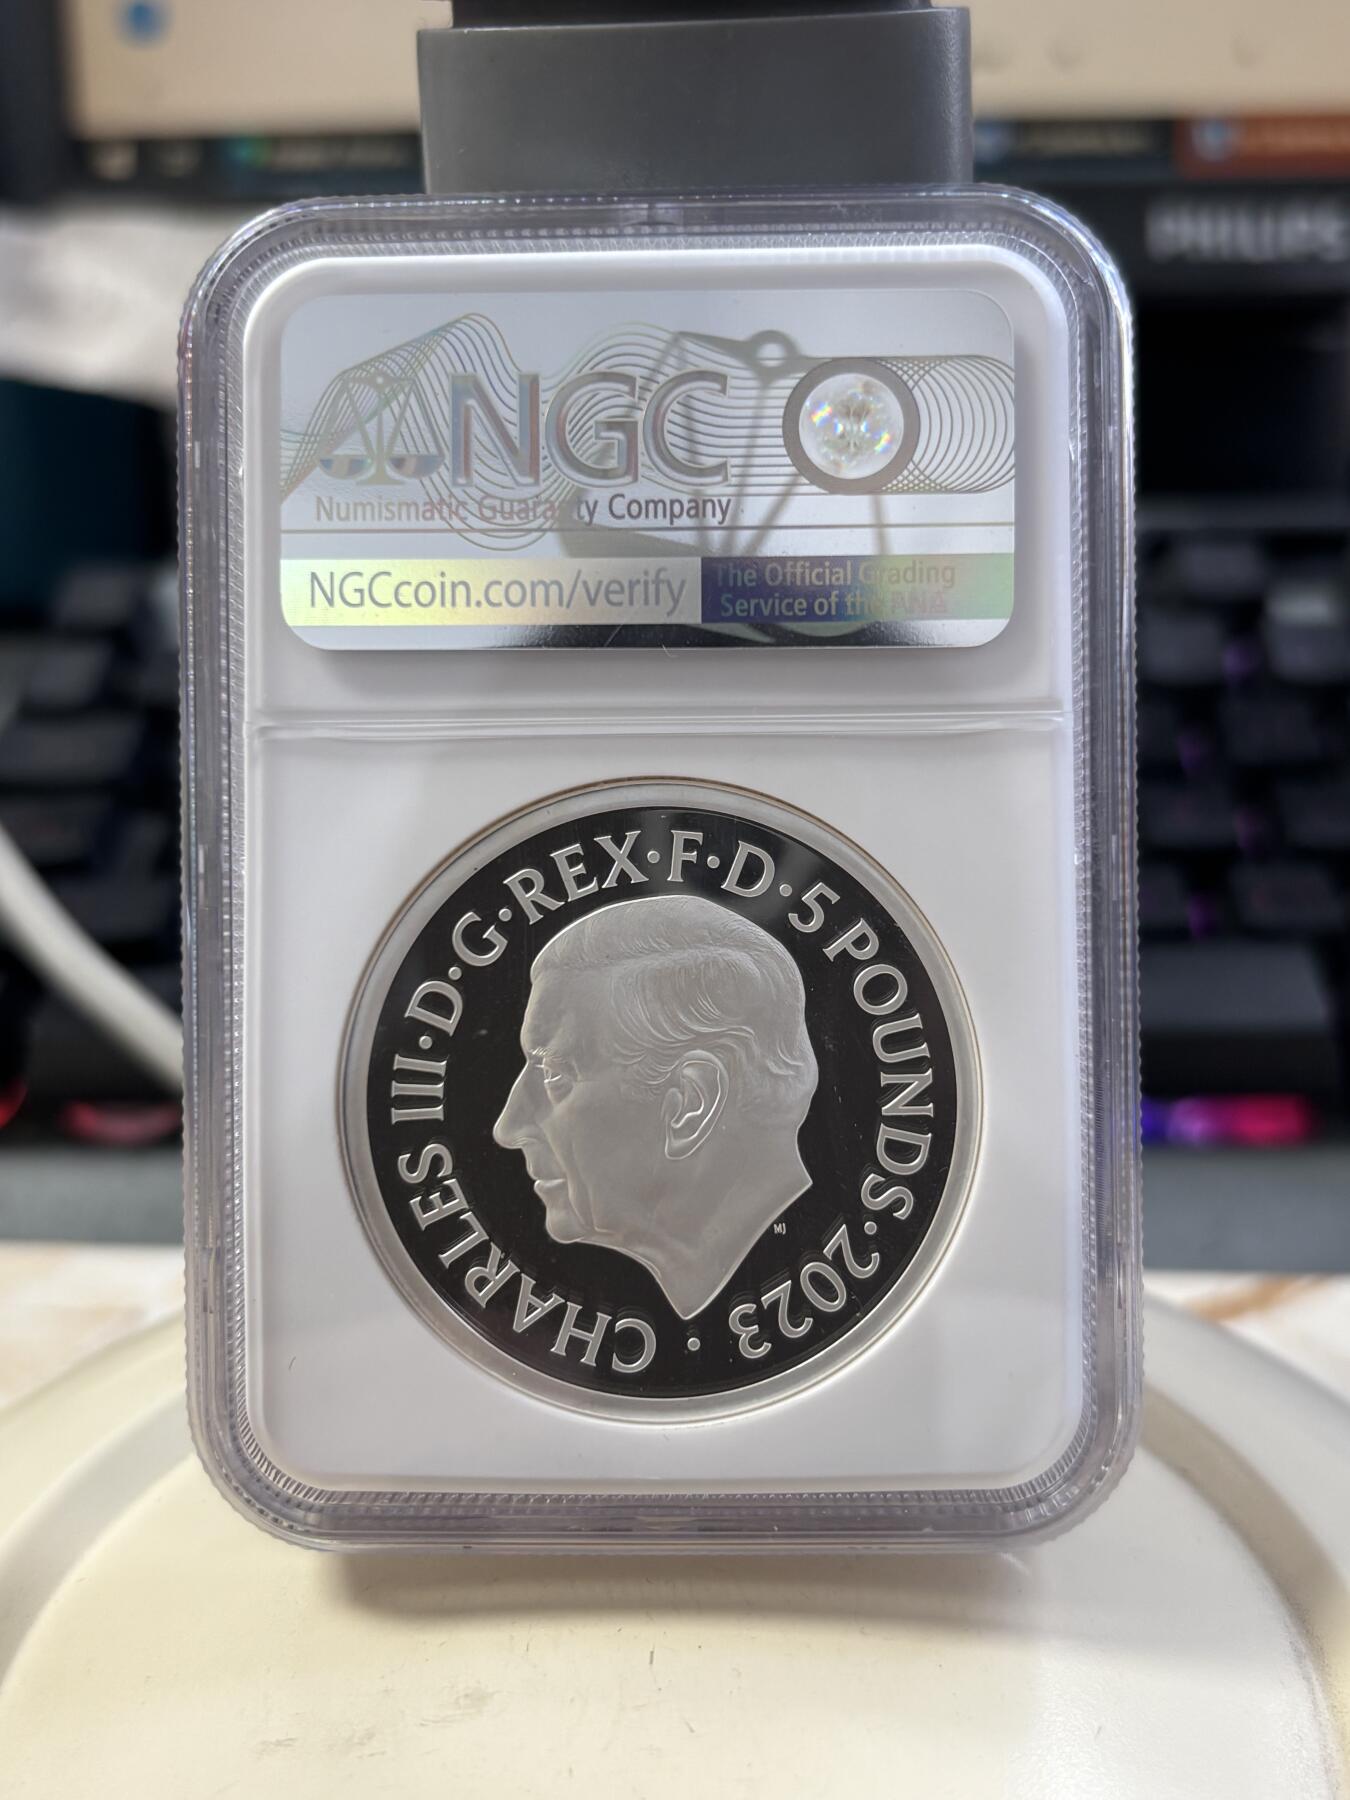 PHILIPS
NGC
Numismatic Guaranty Company
NGCcoin.com/verify
The Official Grading
Service of the ANA
CHARLES III·D·G·REX·F·D·5 POUNDS·2023·
MJ